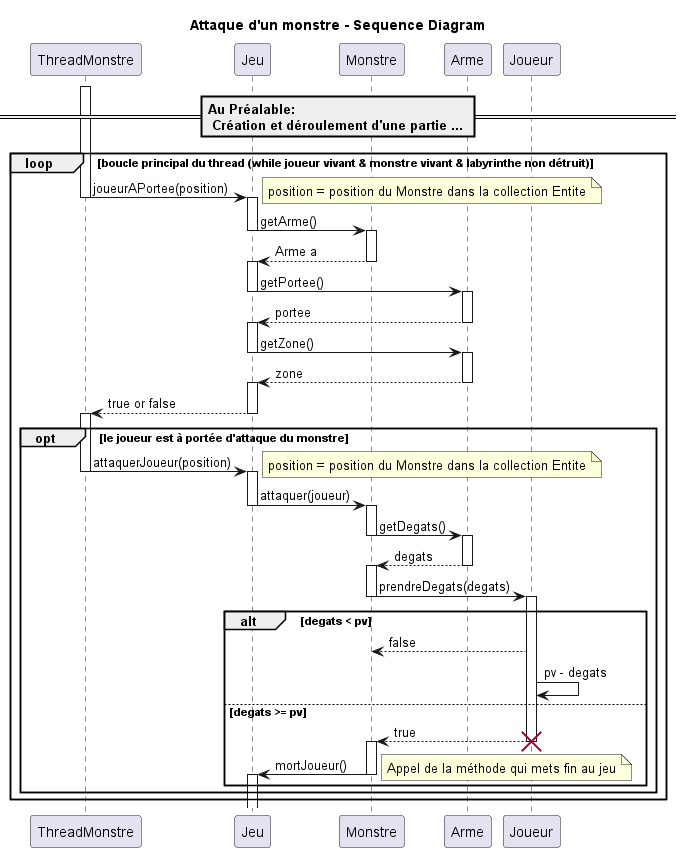 Attaque d'un monstre - Sequence Diagram
ThreadMonstre Jeu Monstre Arme Joueur
Au Préalable:
Création et déroulement d'une partie ...
loop [boucle principal du thread (while joueur vivant & monstre vivant & labyrinthe non détruit)]
joueurAPortee(position) position = position du Monstre dans la collection Entite
getArme()
Arme a
getPortee()
portee
getZone()
zone
true or false
opt [le joueur est à portée d'attaque du monstre]
attaquerJoueur(position) position = position du Monstre dans la collection Entite
attaquer(joueur)
getDegats()
degats
prendreDegats(degats)
alt [degats < pv]
false
pv - degats
[degats >= pv]
true
mortJoueur() Appel de la méthode qui mets fin au jeu
ThreadMonstre Jeu Monstre Arme Joueur